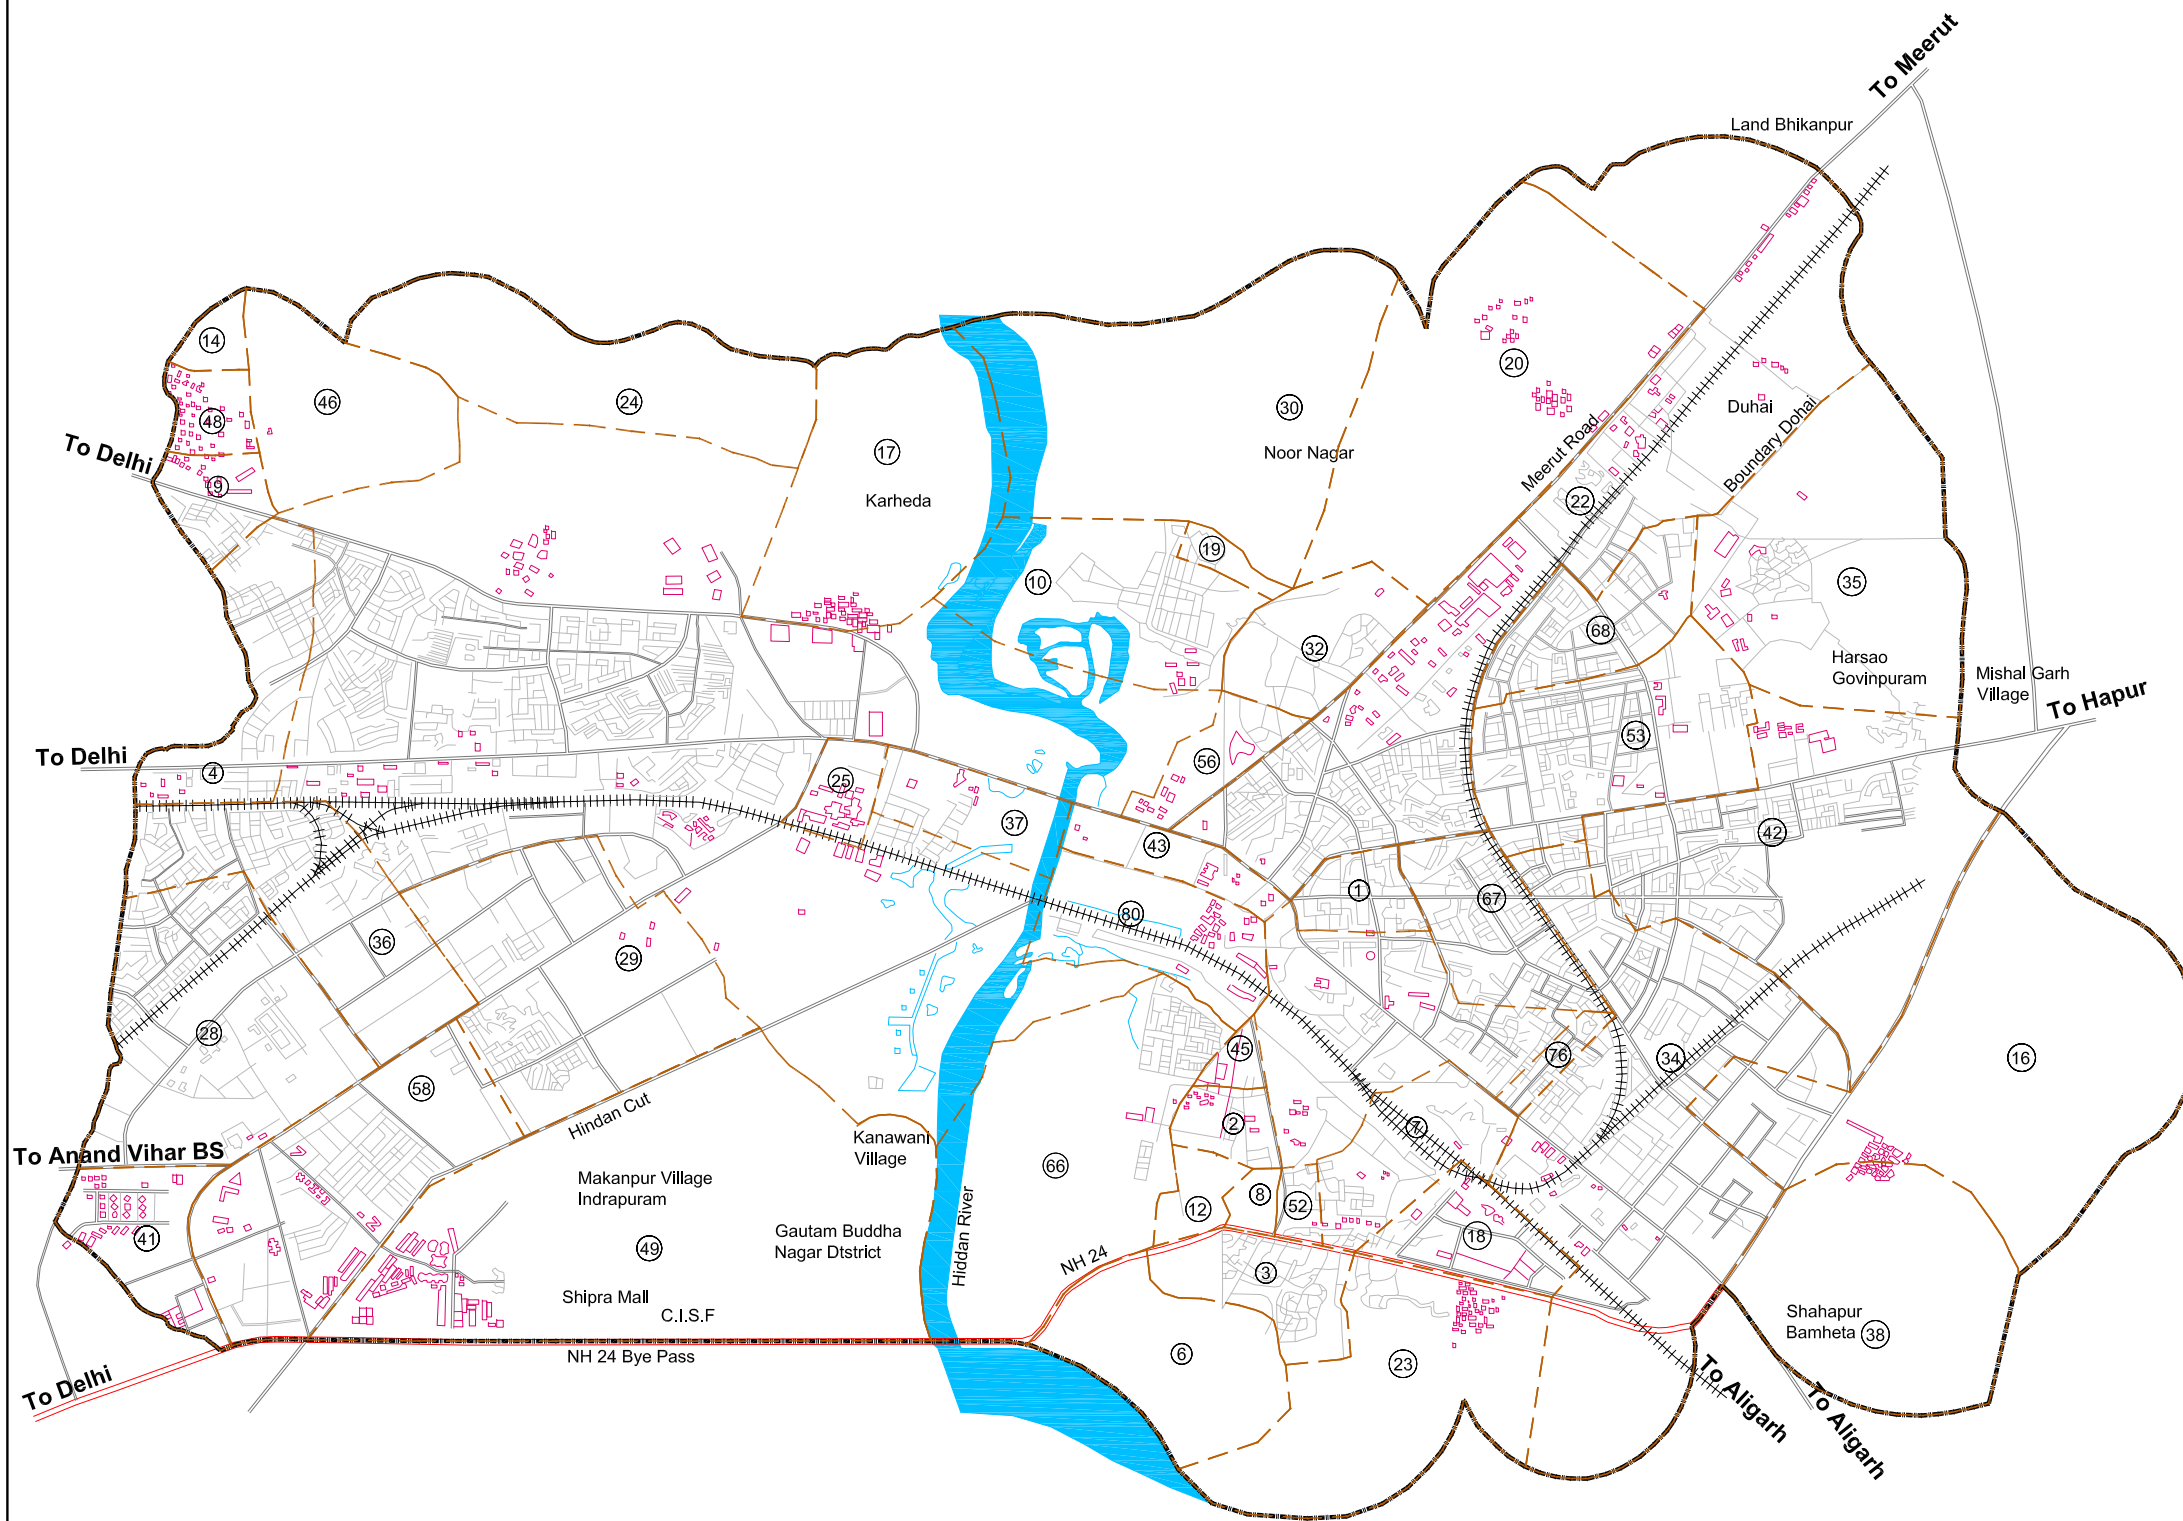 To Meerut
Land Bhikanpur
14
46
24
20
30
48
Duhai
To Delhi
17
Noor Nagar
Meerut Road
Boundary Dohai
9
Karheda
22
19
10
35
68
32
Harsao
Govinpuram
Mishal Garh
Village
To Hapur
To Delhi
4
25
56
53
37
43
42
1
67
80
36
29
28
45
76
34
16
58
Hindan Cut
2
7
To Anand Vihar BS
Kanawani
Village
66
Makanpur Village
Indrapuram
8
12
52
41
49
Gautam Buddha
Nagar Dtstrict
Hiddan River
NH 24
18
3
Shipra Mall
C.I.S.F
Shahapur
Bamheta
38
NH 24 Bye Pass
6
23
To Delhi
To Aligarh
To Aligarh